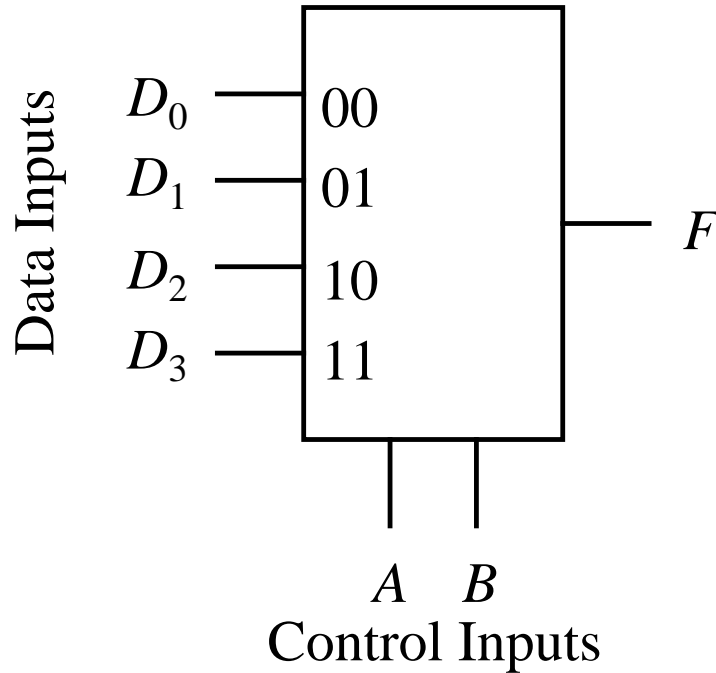 Data Inputs
D0 00
D1 01
D2 10
D3 11
F
A B
Control Inputs